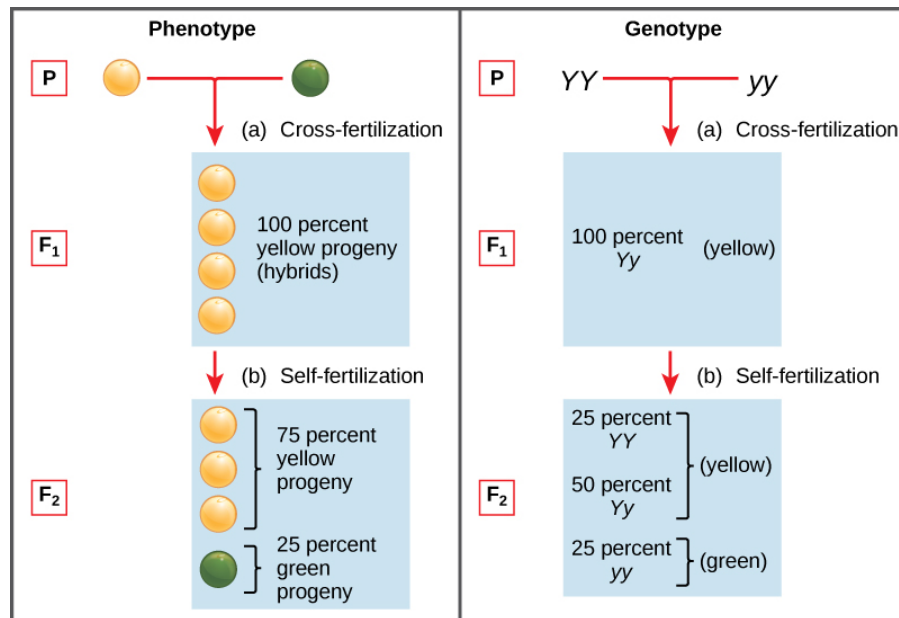 Phenotype
P
(a) Cross-fertilization
F₁
100 percent
yellow progeny
(hybrids)
(b) Self-fertilization
F₂
75 percent
yellow
progeny
25 percent
green
progeny
Genotype
P
YY
yy
(a) Cross-fertilization
F₁
100 percent
Yy
(yellow)
(b) Self-fertilization
F₂
25 percent
YY
(yellow)
50 percent
Yy
25 percent
yy
(green)